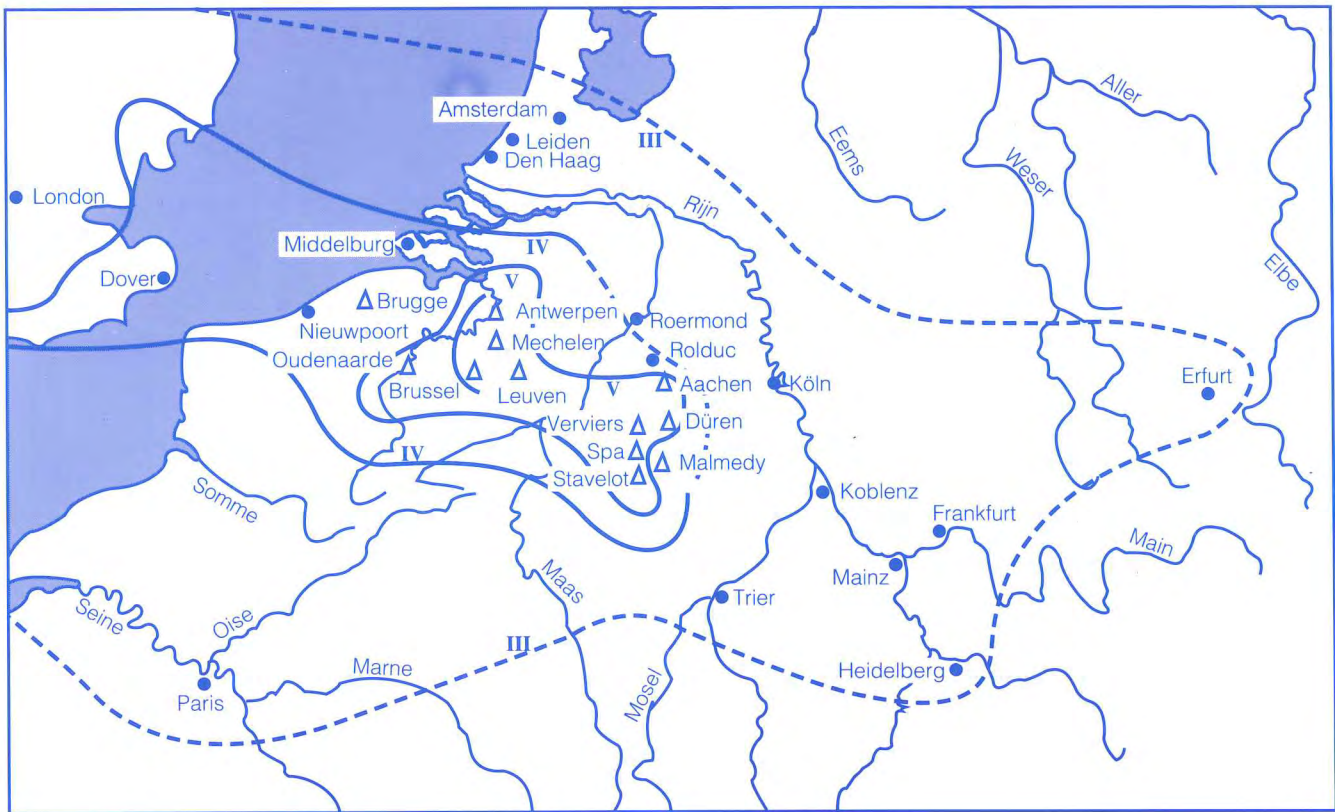 Aller
Amsterdam
III
Leiden
Den Haag
Eems
Weser
London
Rijn
Middelburg
IV
Elbe
Dover
V
Brugge
Antwerpen
Nieuwpoort
Roermond
Mechelen
Oudenaarde
Rolduc
Brussel
Leuven
V
Aachen
Köln
Erfurt
Verviers
Düren
IV
Spa
Malmedy
Stavelot
Somme
Koblenz
Frankfurt
Main
Maas
Mainz
Seine
Oise
Trier
III
Marne
Mosel
Heidelberg
Paris